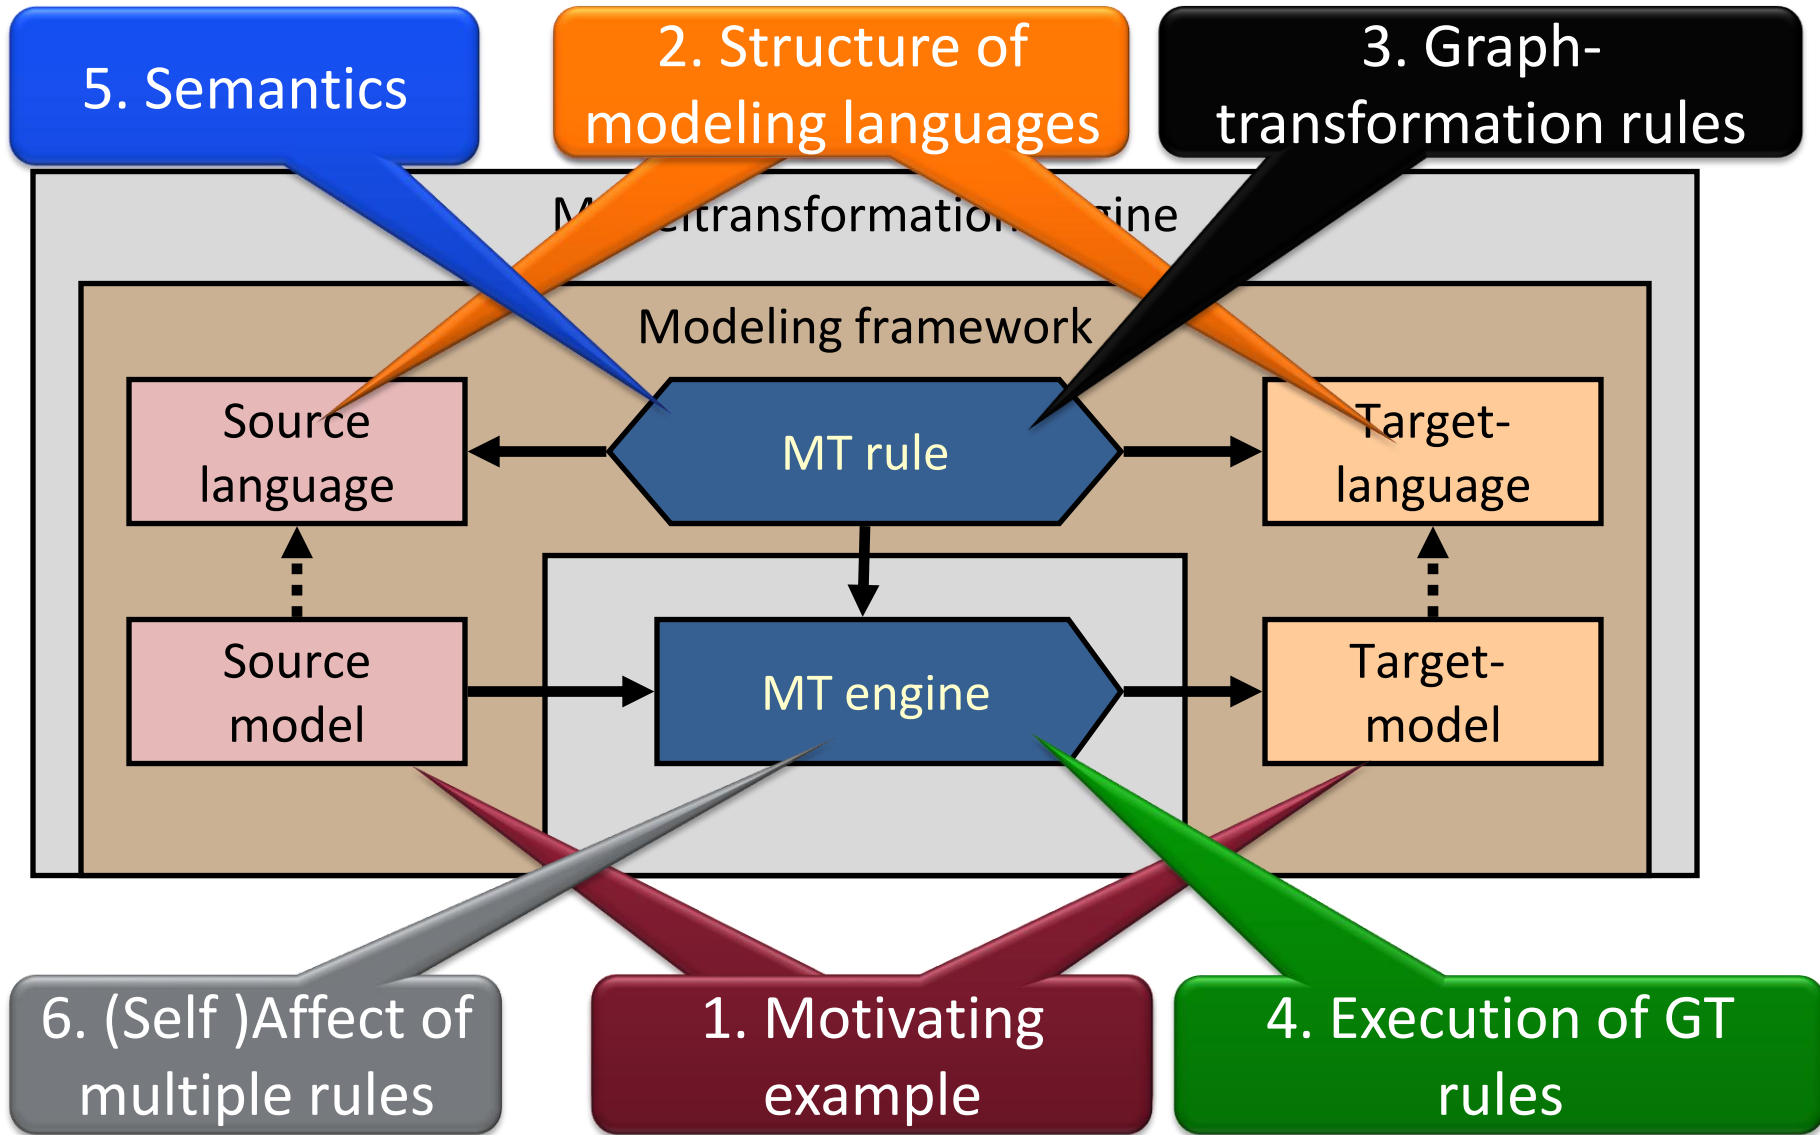 5. Semantics
2. Structure of
modeling languages
3. Graph-
transformation rules
Modeling framework
Source
language
MT rule
Target-
language
Source
model
MT engine
Target-
model
6. (Self )Affect of
multiple rules
1. Motivating
example
4. Execution of GT
rules